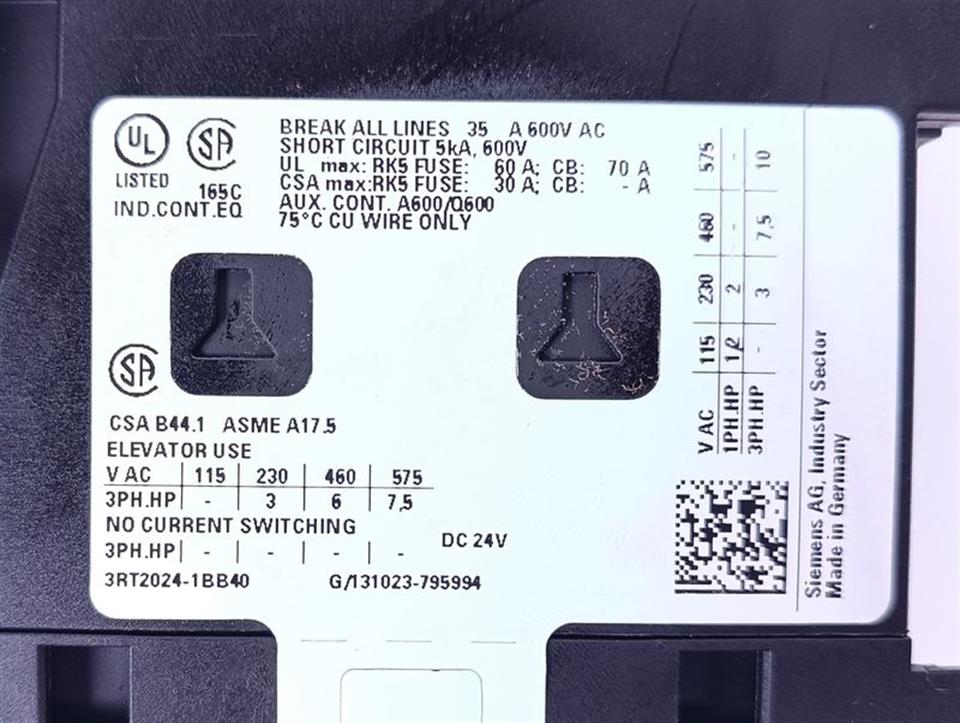 UL
LISTED
SA
165C
IND.CONT.EQ
BREAK ALL LINES 35 A 600V AC
SHORT CIRCUIT 5kA, 600V
UL max: RK5 FUSE: 60 A; CB: 70 A
CSA max:RK5 FUSE: 30 A; CB: - A
AUX. CONT. A600/Q600
75°C CU WIRE ONLY
SA
CSA B44.1 ASME A17.5
ELEVATOR USE
V AC 115 230 460 575
3PH.HP - 3 6 7,5
NO CURRENT SWITCHING
3PH.HP - - - -
DC 24V
3RT2024-1BB40 G/131023-795994
V AC 115 230 460 575
1PH.HP 1/2 2 - -
3PH.HP - 3 7,5 10
Siemens AG, Industry Sector
Made in Germany